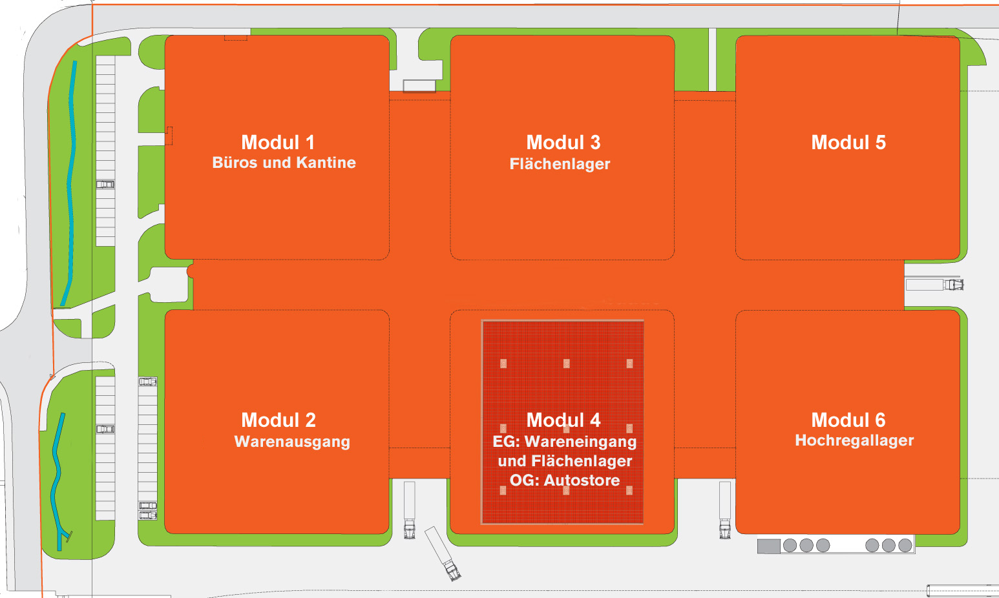 Modul 1
Büros und Kantine
Modul 3
Flächenlager
Modul 5
Modul 2
Warenausgang
Modul 4
EG: Wareneingang
und Flächenlager
OG: Autostore
Modul 6
Hochregallager